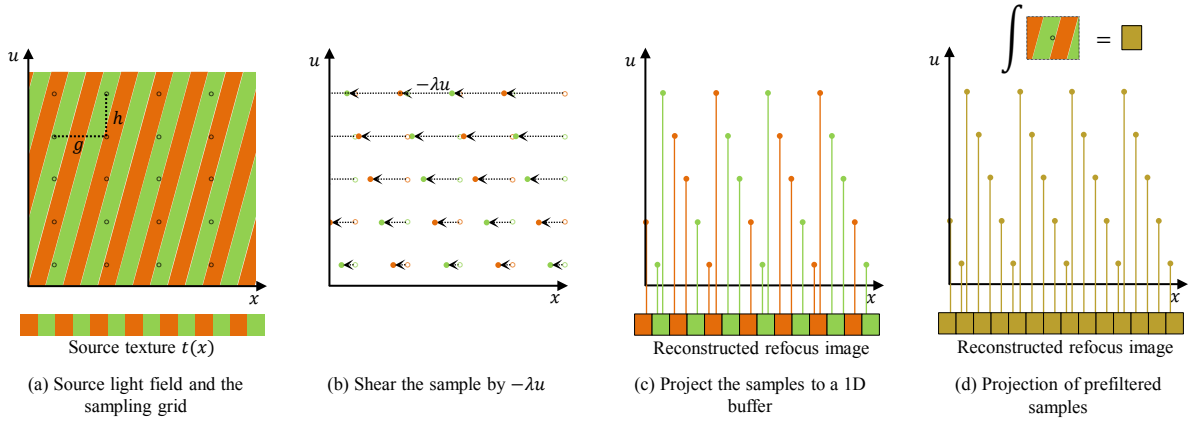 u
h
g
x
Source texture t(x)
(a) Source light field and the
sampling grid
u
−λu
x
(b) Shear the sample by −λu
u
x
Reconstructed refocus image
(c) Project the samples to a 1D
buffer
∫ =
u
x
Reconstructed refocus image
(d) Projection of prefiltered
samples